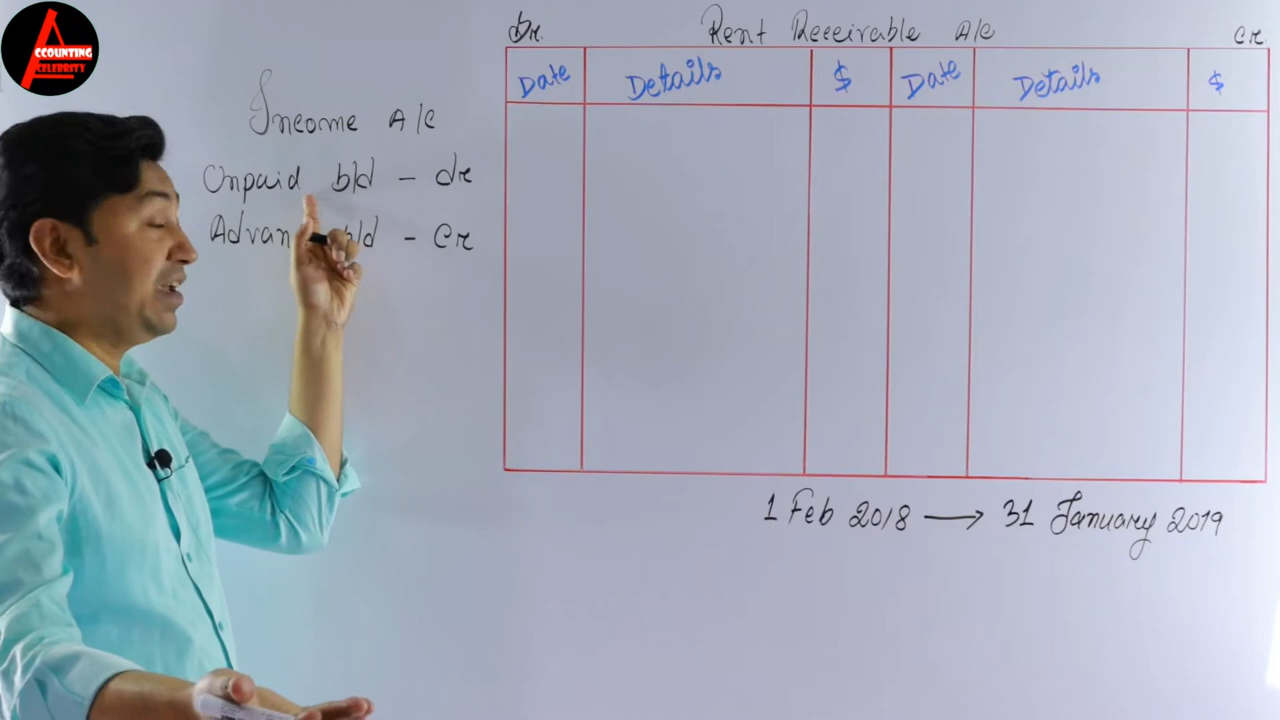 ACCOUNTING
CELEBRITY
Dr. Rent Receivable A/c Cr.
Date Details $ Date Details $
Income A/c
Unpaid b/d - dr
Advan b/d - Cr
1 Feb 2018 → 31 January 2019